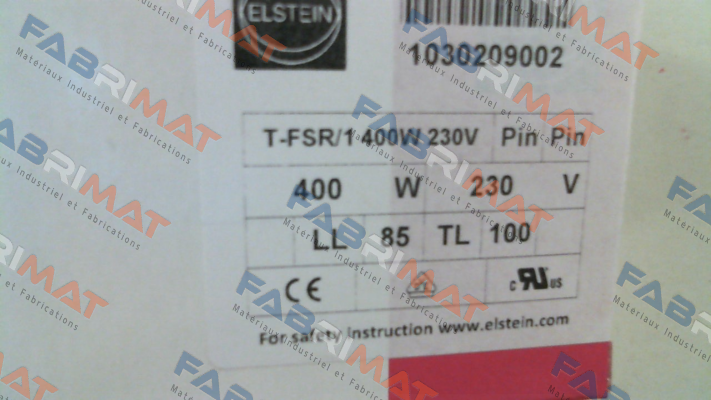 ELSTEIN
1030209002
T-FSR/1 400W 230V Pin Pin
400 W 230 V
LL 85 TL 100
CE
c RU us
For safety instruction www.elstein.com
FABRIMAT
Materiaux Industriel et Fabrications